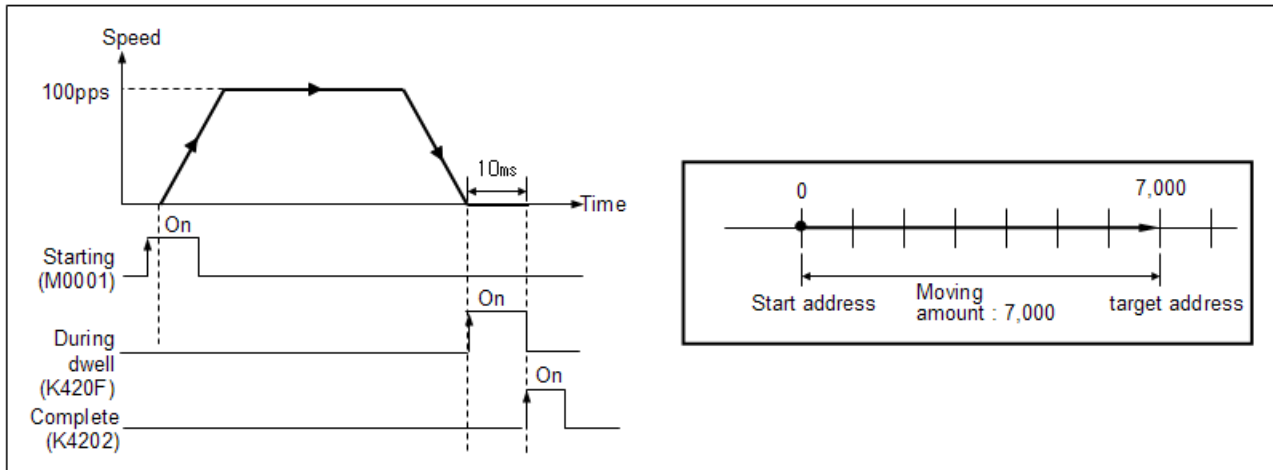 Speed
100pps
10ms
Time
On
Starting
(M0001)
On
During
dwell
(K420F)
On
Complete
(K4202)
0
7,000
Start address
Moving
amount : 7,000
target address